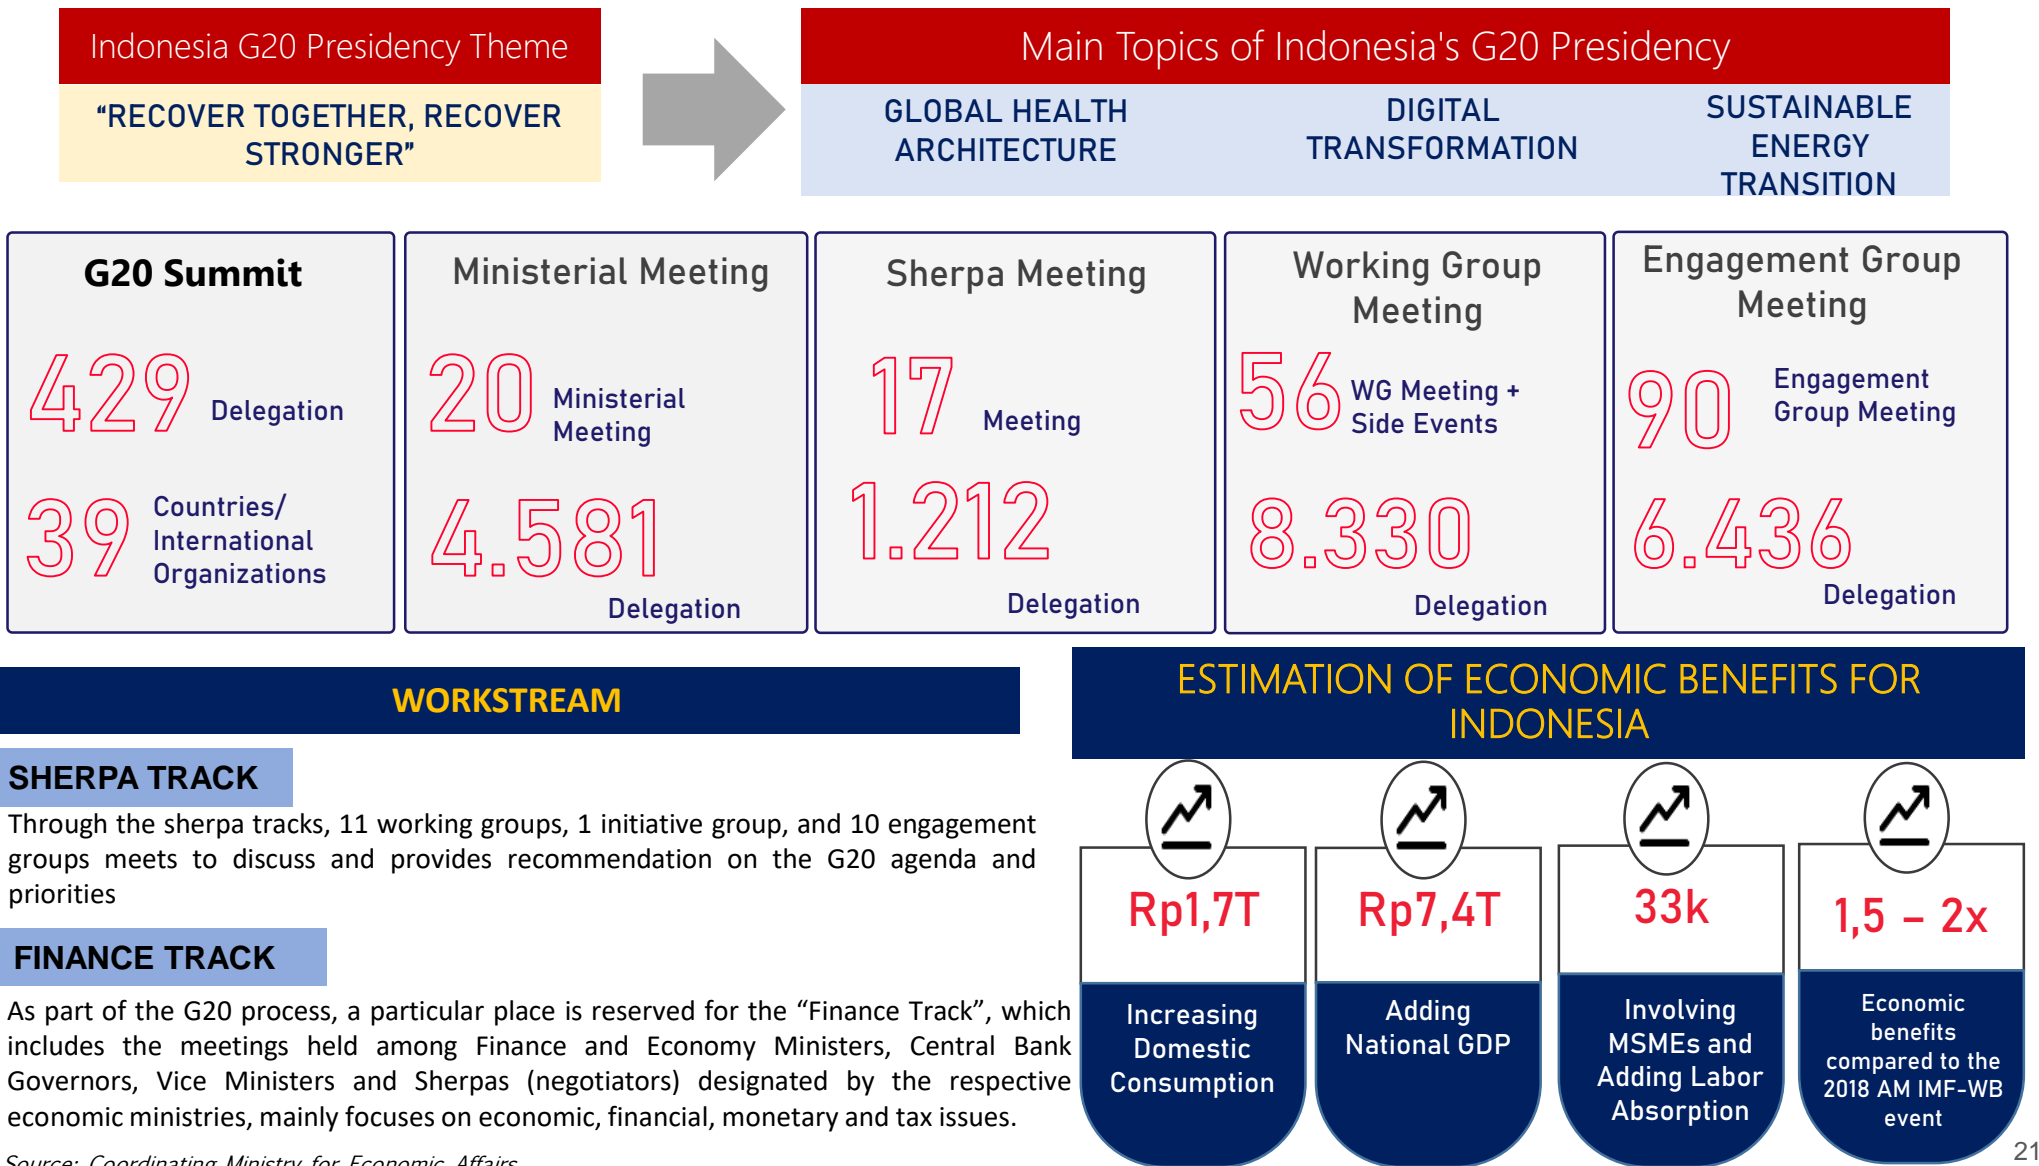 Indonesia G20 Presidency Theme
“RECOVER TOGETHER, RECOVER
STRONGER”
Main Topics of Indonesia's G20 Presidency
GLOBAL HEALTH
ARCHITECTURE
DIGITAL
TRANSFORMATION
SUSTAINABLE
ENERGY
TRANSITION
G20 Summit
429
Delegation
39
Countries/
International
Organizations
Ministerial Meeting
20
Ministerial
Meeting
4.581
Delegation
Sherpa Meeting
17
Meeting
1.212
Delegation
Working Group
Meeting
56
WG Meeting +
Side Events
8.330
Delegation
Engagement Group
Meeting
90
Engagement
Group Meeting
6.436
Delegation
WORKSTREAM
SHERPA TRACK
Through the sherpa tracks, 11 working groups, 1 initiative group, and 10 engagement
groups meets to discuss and provides recommendation on the G20 agenda and
priorities
FINANCE TRACK
As part of the G20 process, a particular place is reserved for the “Finance Track”, which
includes the meetings held among Finance and Economy Ministers, Central Bank
Governors, Vice Ministers and Sherpas (negotiators) designated by the respective
economic ministries, mainly focuses on economic, financial, monetary and tax issues.
Source: Coordinating Ministry for Economic Affairs
ESTIMATION OF ECONOMIC BENEFITS FOR
INDONESIA
Rp1,7T
Increasing
Domestic
Consumption
Rp7,4T
Adding
National GDP
33k
Involving
MSMEs and
Adding Labor
Absorption
1,5 – 2x
Economic
benefits
compared to the
2018 AM IMF-WB
event
21